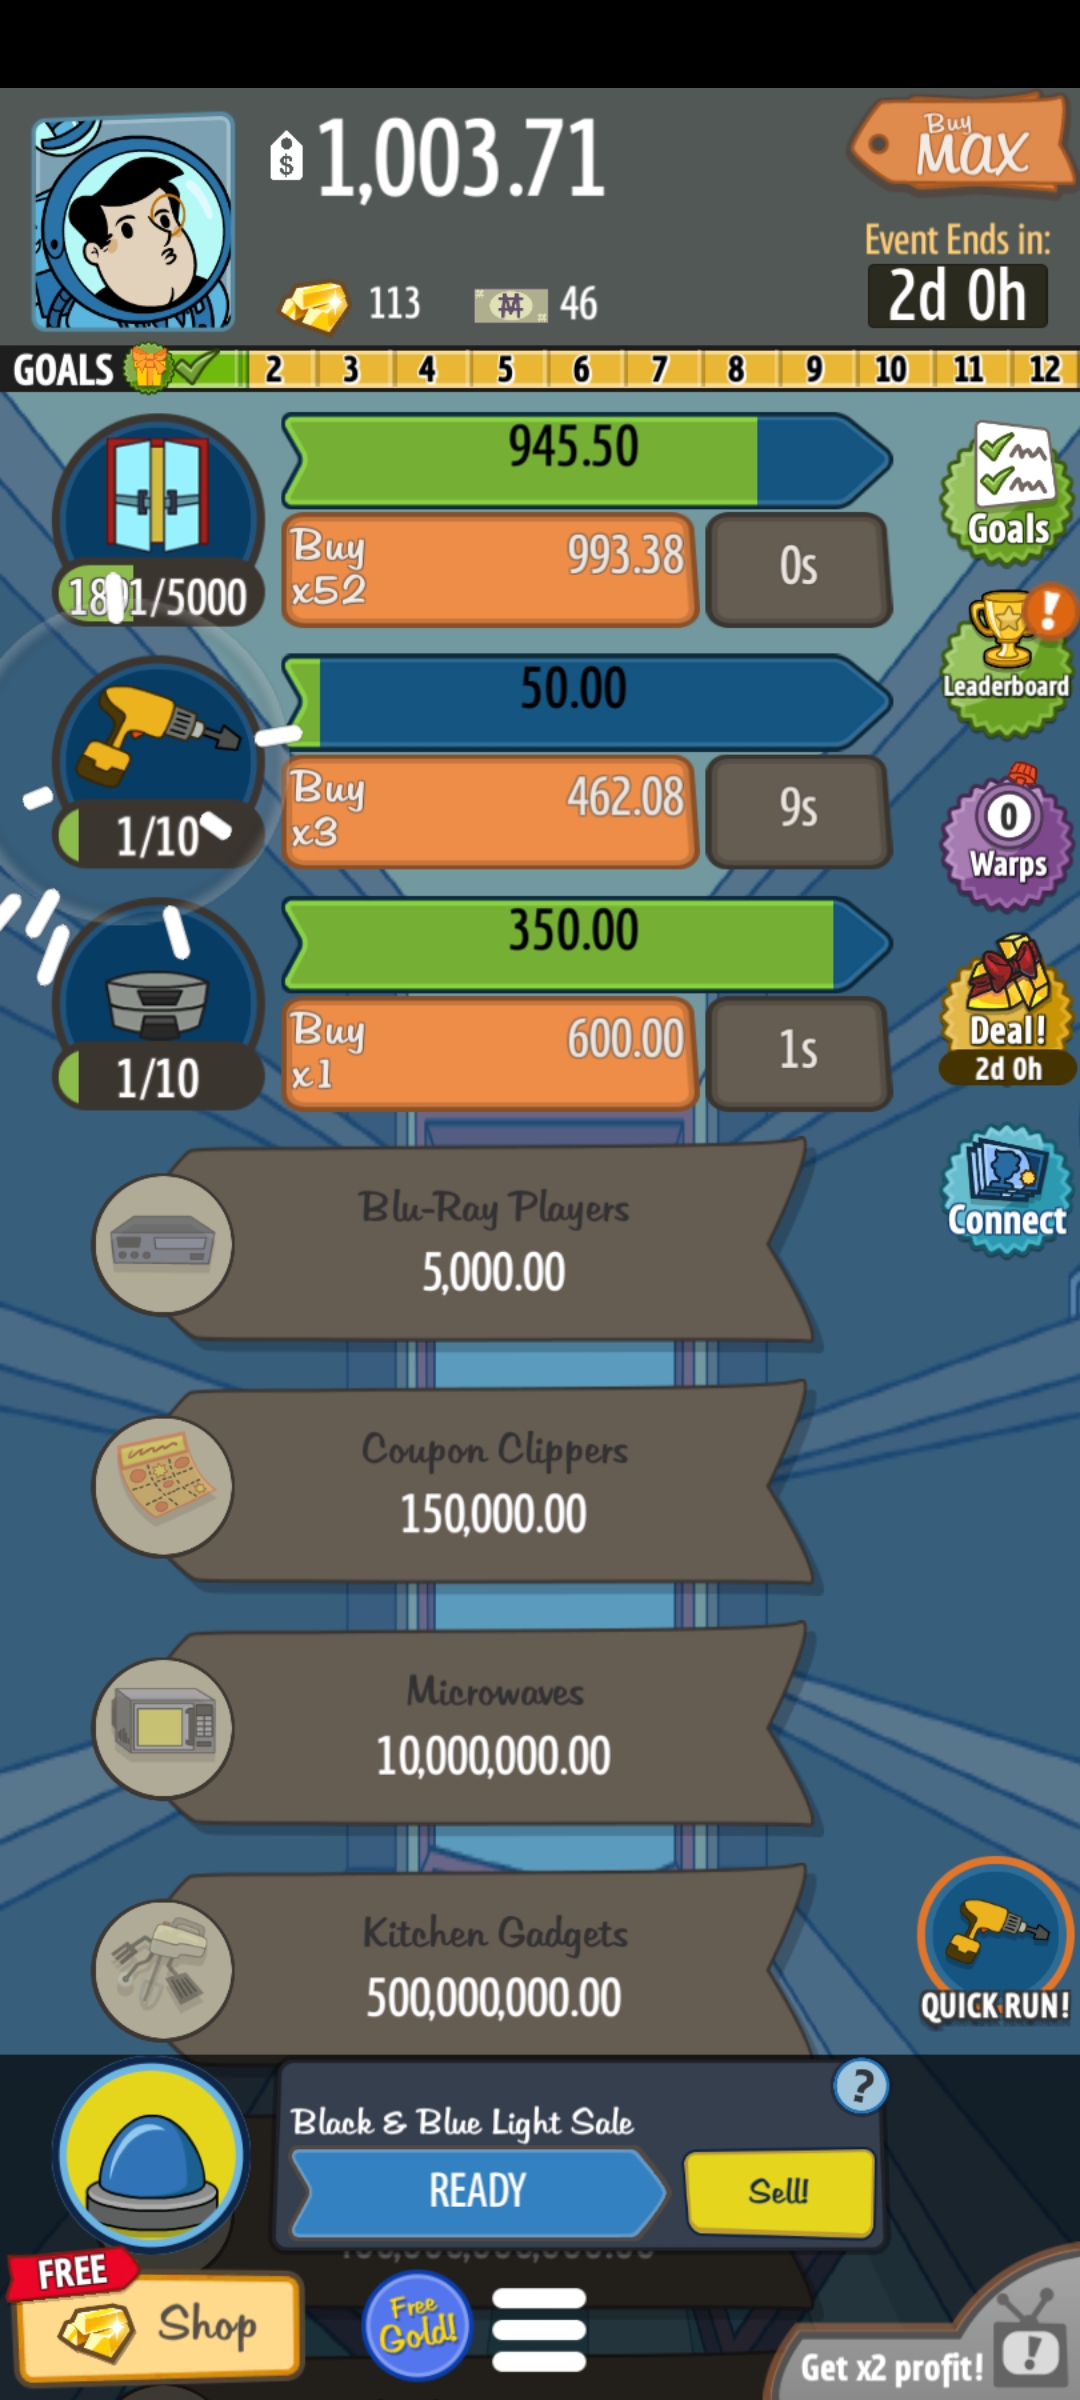 Buy
MAX
$ 1,003.71
Event Ends in:
2d 0h
113
46
GOALS 2 3 4 5 6 7 8 9 10 11 12
945.50
Buy
x52
993.38
0s
1891/5000
Goals
!
Leaderboard
50.00
Buy
x3
462.08
9s
1/10
0
Warps
350.00
Buy
x1
600.00
1s
1/10
Deal!
2d 0h
Connect
Blu-Ray Players
5,000.00
Coupon Clippers
150,000.00
Microwaves
10,000,000.00
Kitchen Gadgets
500,000,000.00
QUICK RUN!
?
Black & Blue Light Sale
READY
Sell!
FREE
Shop
Free
Gold!
Get x2 profit!
!